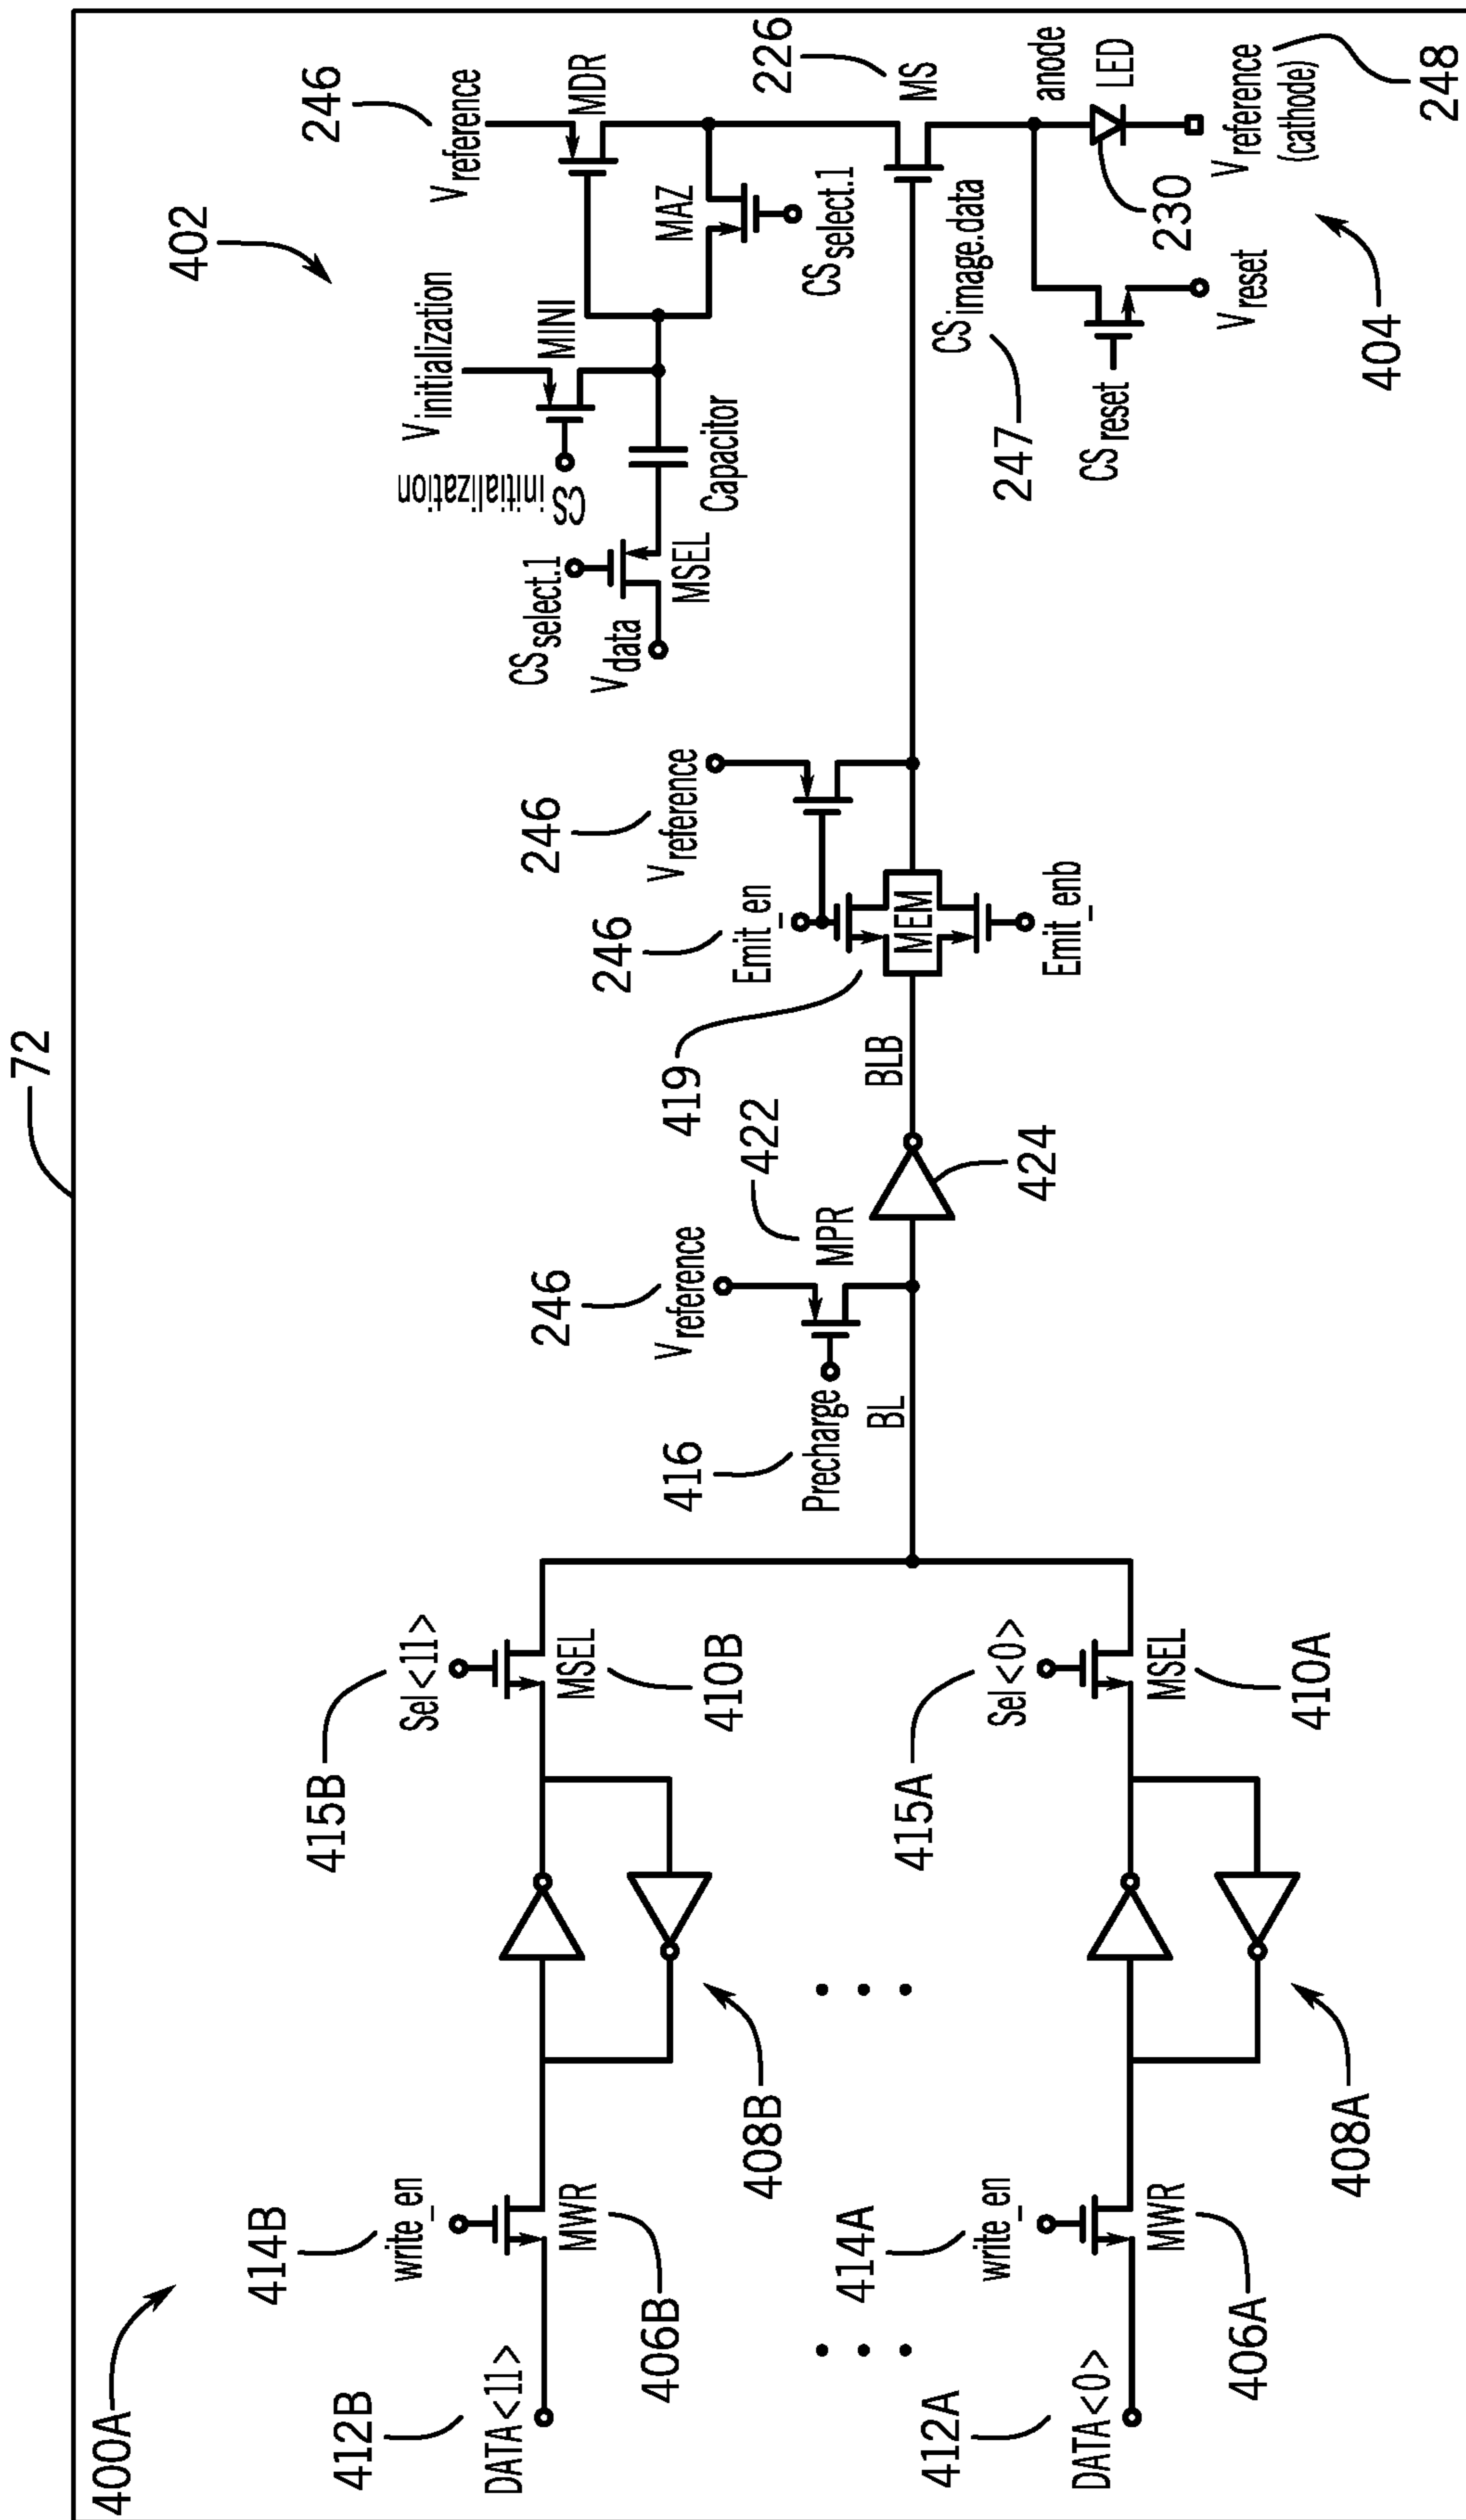 72
400A
402
246
Vreference
MDR
Vinitialization
MINI
CS initialization
CSselect.1
Vdata
MSEL
Capacitor
MAZ
CSselect.1
226
MS
CSimage.data
247
anode
LED
230
Vreference
(cathode)
248
CSreset
Vreset
404
246
Vreference
246
Emit_en
MEM
Emit_enb
419
BLB
422
MPR
424
246
Vreference
416
Precharge
BL
415B
Sel<11>
MSEL
410B
414B
write_en
MWR
406B
408B
412B
DATA<11>
415A
Sel<0>
MSEL
410A
414A
write_en
MWR
406A
408A
412A
DATA<0>